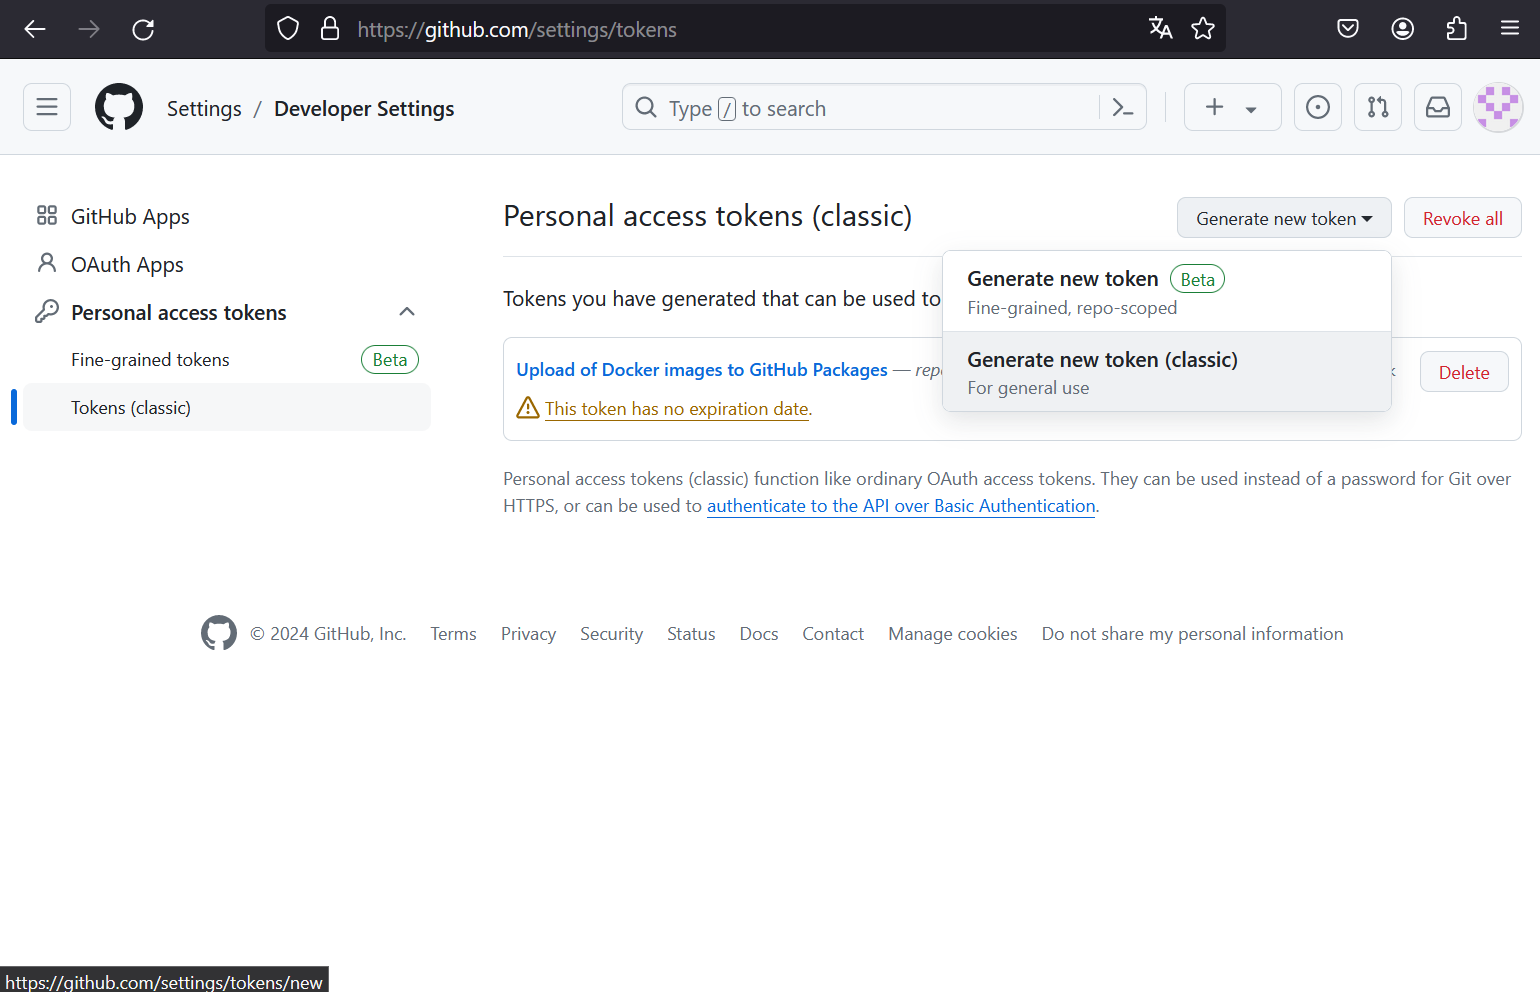 https://github.com/settings/tokens
Settings / Developer Settings
Type / to search
GitHub Apps
OAuth Apps
Personal access tokens
Fine-grained tokens Beta
Tokens (classic)
Personal access tokens (classic)
Generate new token
Revoke all
Generate new token Beta
Fine-grained, repo-scoped
Generate new token (classic)
For general use
Tokens you have generated that can be used to
Upload of Docker images to GitHub Packages —
Delete
This token has no expiration date.
Personal access tokens (classic) function like ordinary OAuth access tokens. They can be used instead of a password for Git over
HTTPS, or can be used to authenticate to the API over Basic Authentication.
© 2024 GitHub, Inc. Terms Privacy Security Status Docs Contact Manage cookies Do not share my personal information
https://github.com/settings/tokens/new